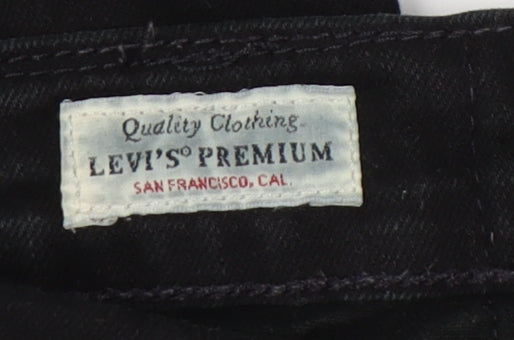 Quality Clothing
LEVI'S® PREMIUM
SAN FRANCISCO, CAL.